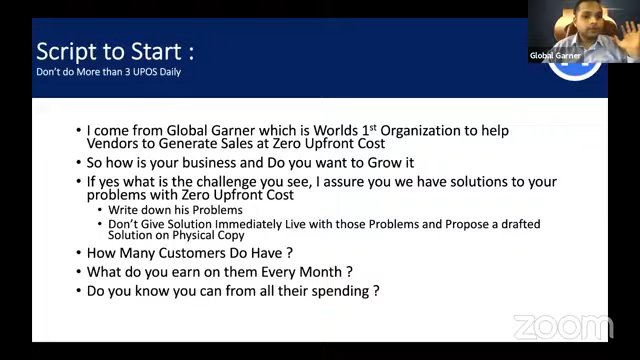 Script to Start :
Don't do More than 3 UPOS Daily
Global Garner
• I come from Global Garner which is Worlds 1st Organization to help
Vendors to Generate Sales at Zero Upfront Cost
• So how is your business and Do you want to Grow it
• If yes what is the challenge you see, I assure you we have solutions to your
problems with Zero Upfront Cost
• Write down his Problems
• Don't Give Solution Immediately Live with those Problems and Propose a drafted
Solution on Physical Copy
• How Many Customers Do Have ?
• What do you earn on them Every Month ?
• Do you know you can from all their spending ?
zoom